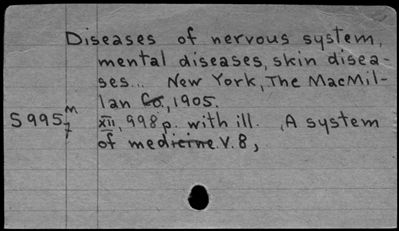 Diseases of nervous system,
mental diseases, skin disea-
ses... New York, The MacMil-
lan Co, 1905.
S995 m7 XII, 998 p. with ill. , A system
of medicine. V. 8,